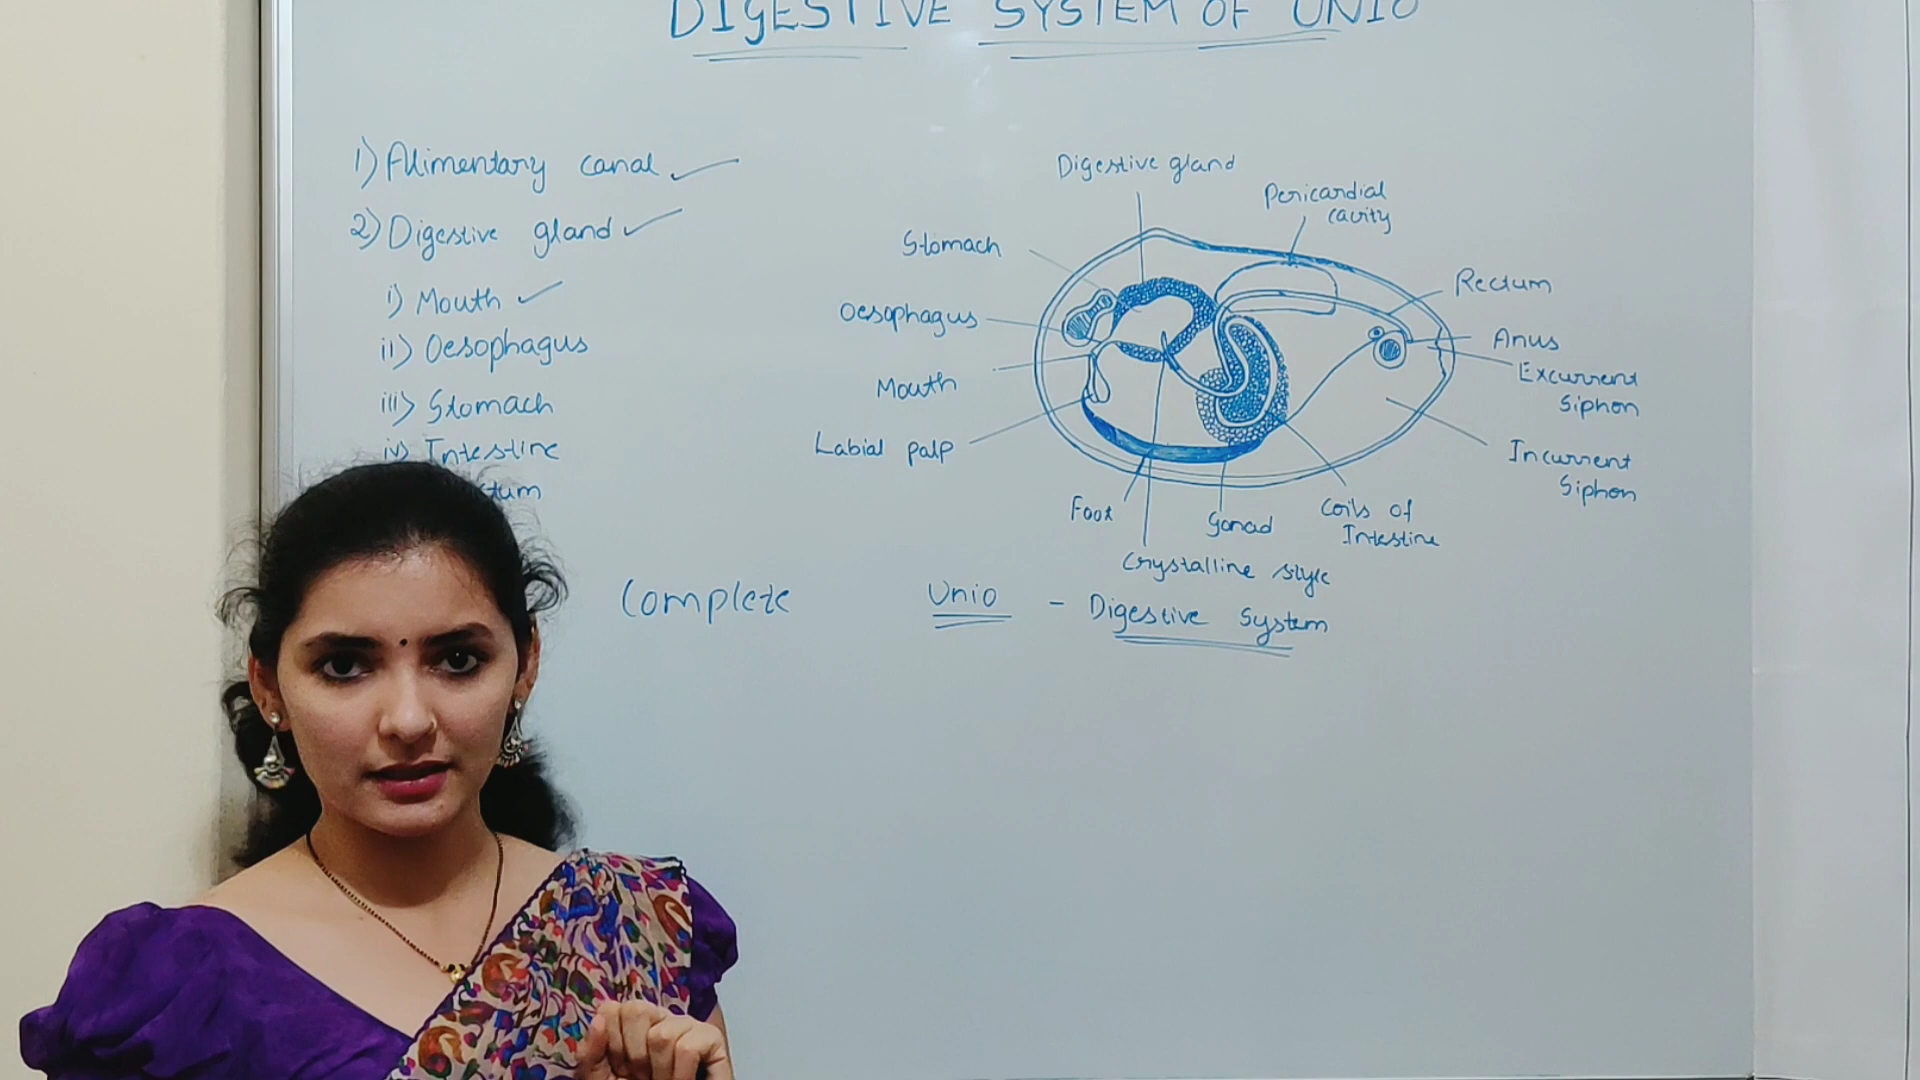 DIGESTIVE SYSTEM OF UNIO
1) Alimentary canal
2) Digestive gland
i) Mouth
ii) Oesophagus
iii) Stomach
iv) Intestine
tum
Complete
Unio - Digestive System
Digestive gland
Pericardial
cavity
Stomach
Oesophagus
Mouth
Labial palp
Rectum
Anus
Excurrent
Siphon
Incurrent
Siphon
Foot
Gonad
Coils of
Intestine
Crystalline style